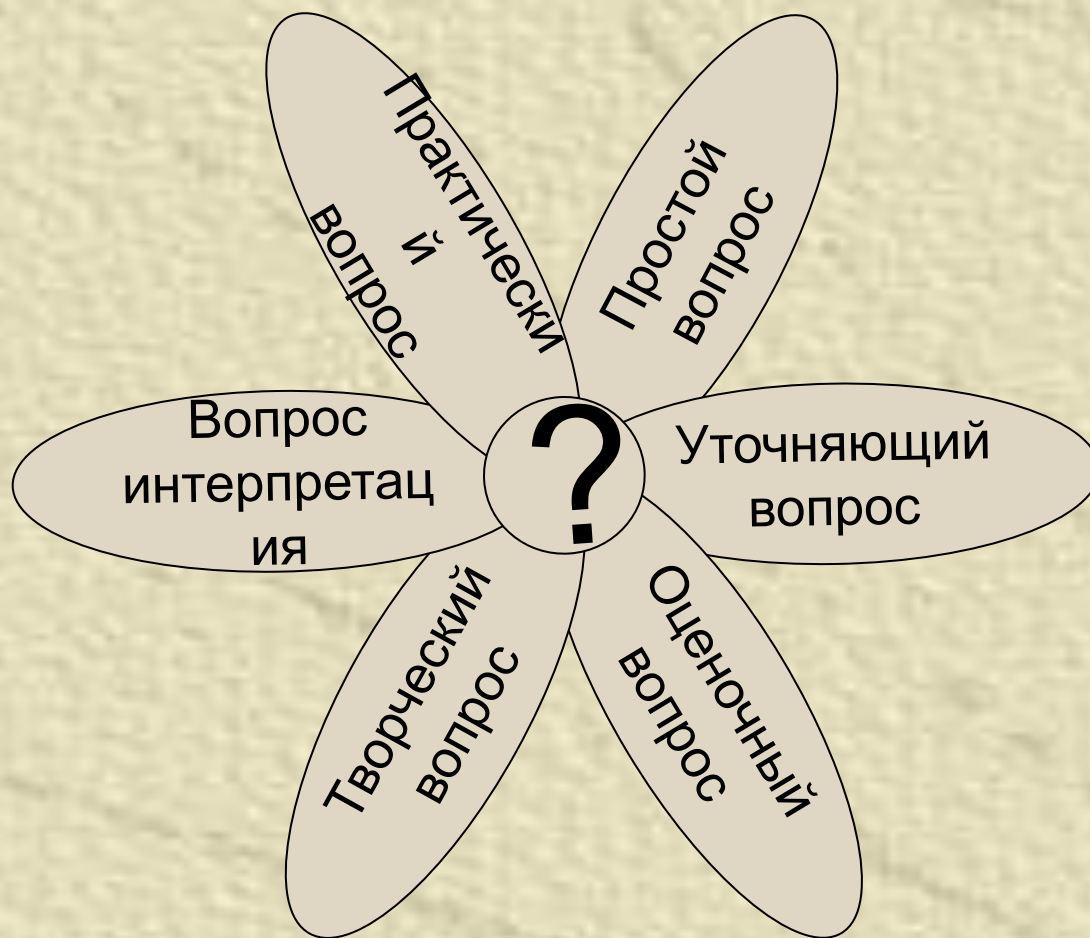 Практически
й
вопрос
Простой
вопрос
Вопрос
интерпретац
ия
?
Уточняющий
вопрос
Творческий
вопрос
Оценочный
вопрос